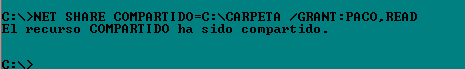 C:\>NET SHARE COMPARTIDO=C:\CARPETA /GRANT:PACO,READ
El recurso COMPARTIDO ha sido compartido.
C:\>